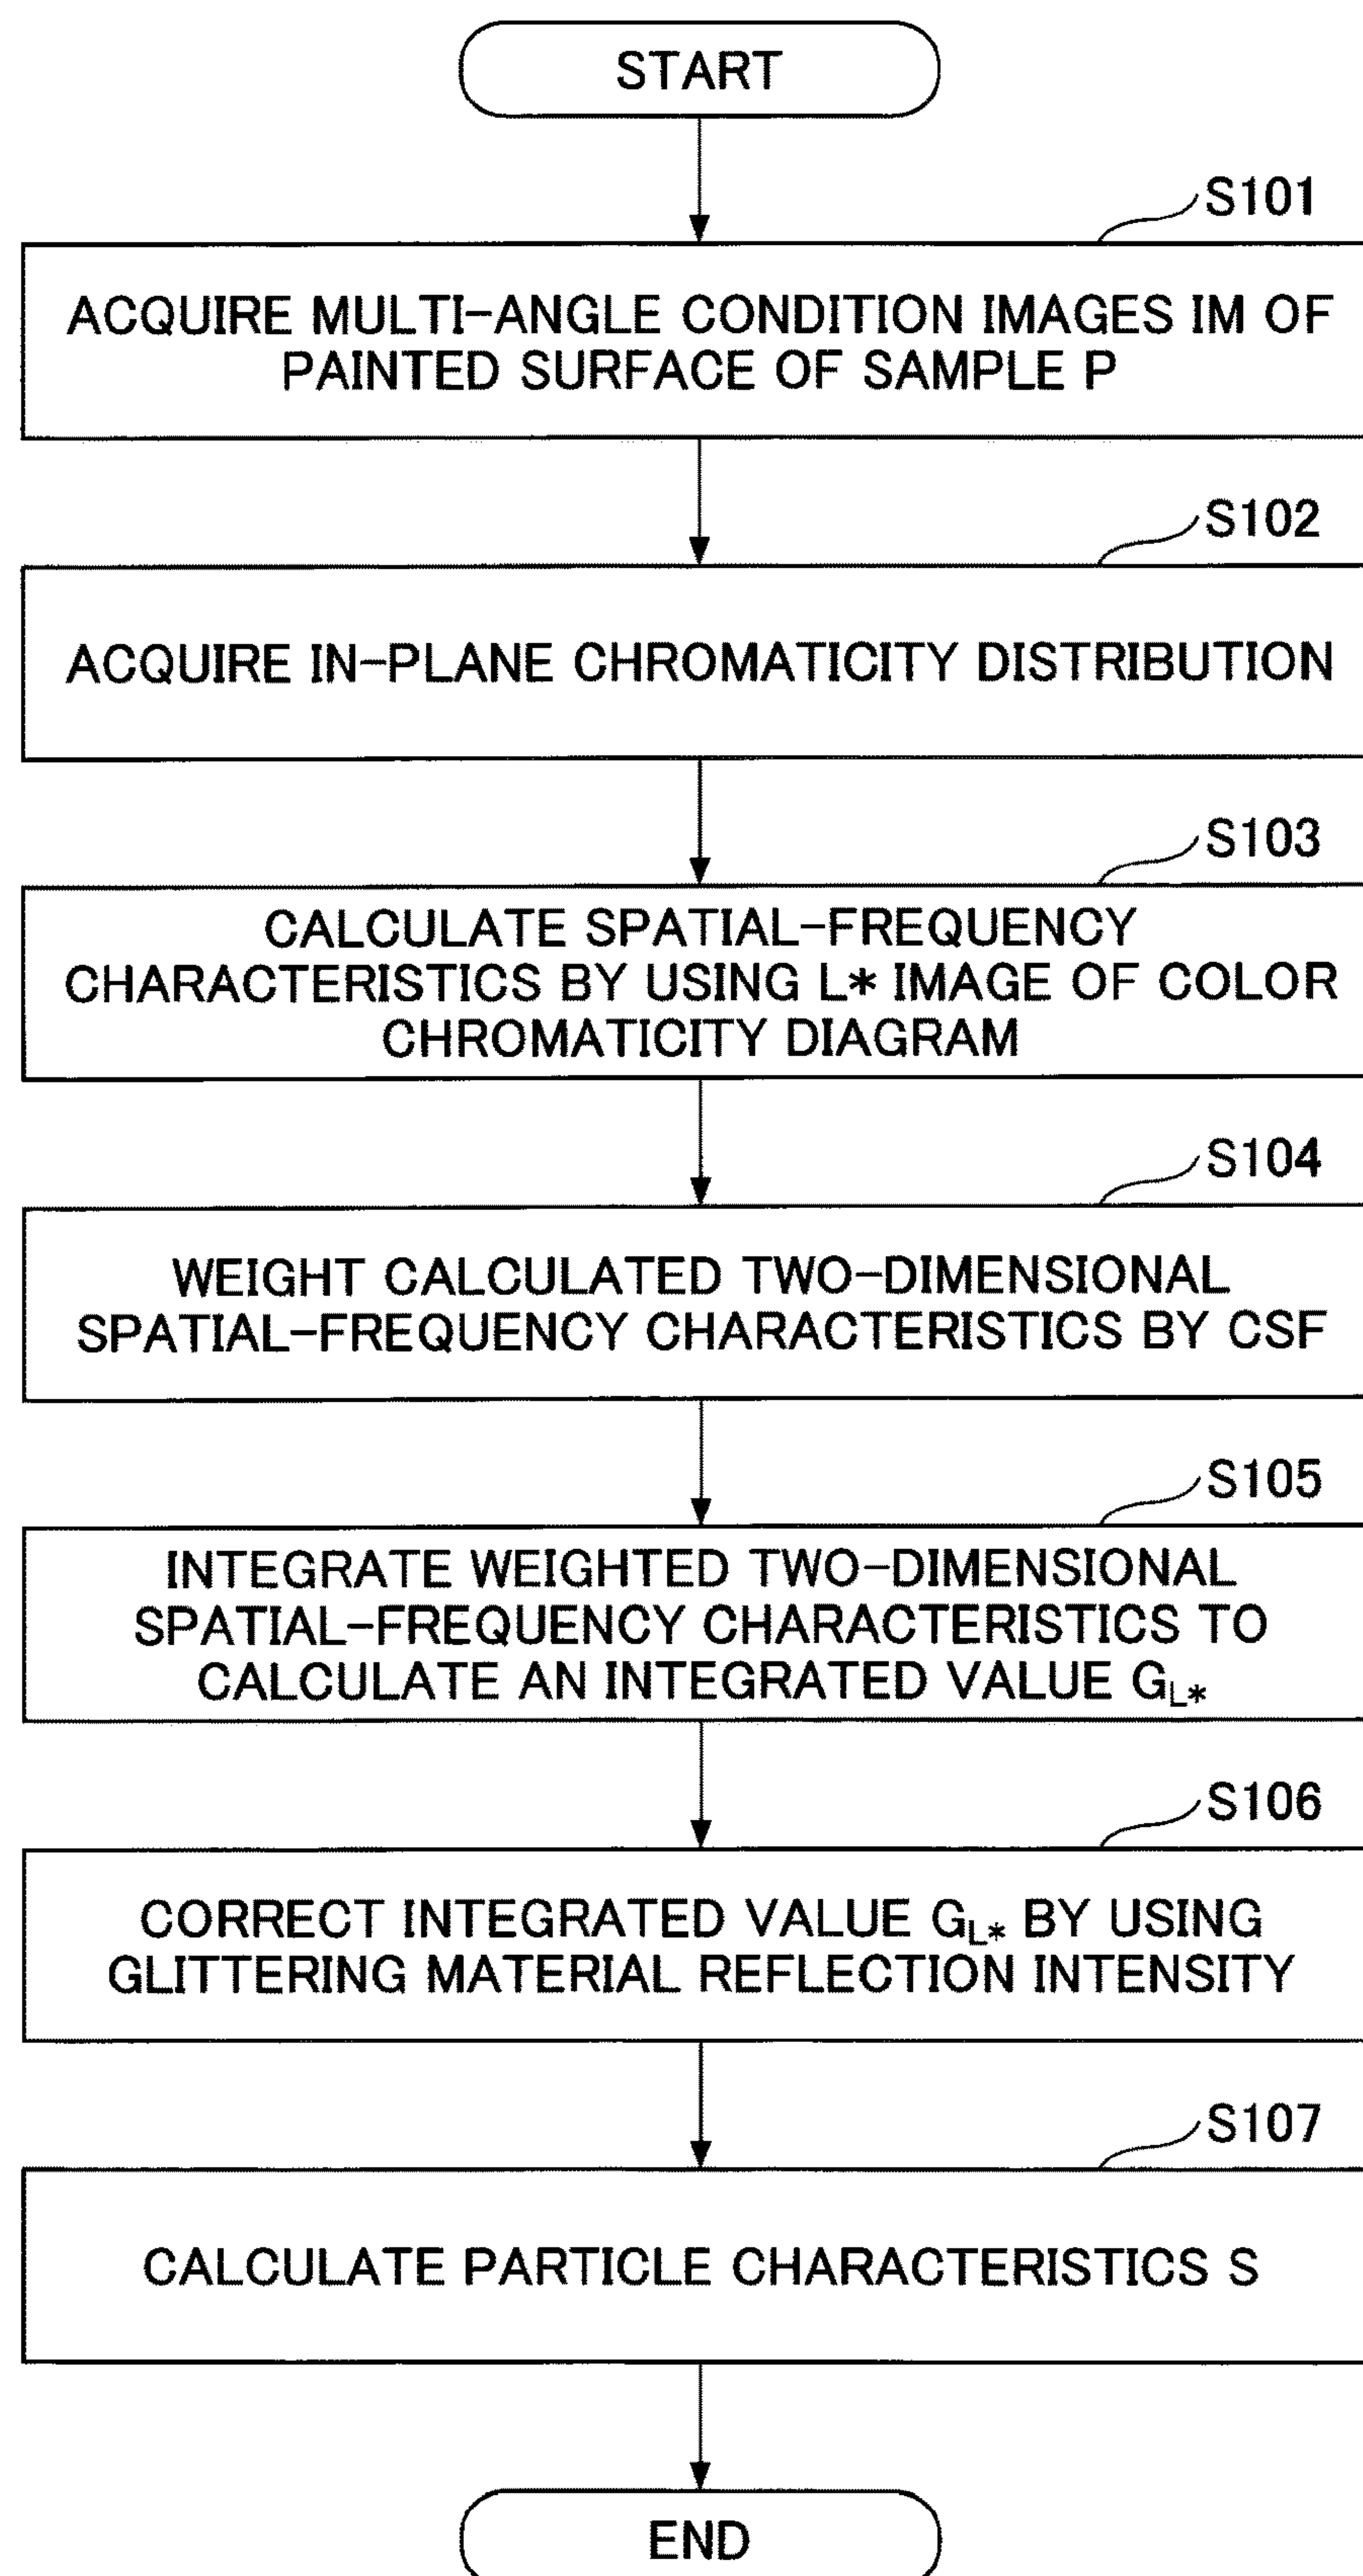 START
S101
ACQUIRE MULTI-ANGLE CONDITION IMAGES IM OF
PAINTED SURFACE OF SAMPLE P
S102
ACQUIRE IN-PLANE CHROMATICITY DISTRIBUTION
S103
CALCULATE SPATIAL-FREQUENCY
CHARACTERISTICS BY USING L* IMAGE OF COLOR
CHROMATICITY DIAGRAM
S104
WEIGHT CALCULATED TWO-DIMENSIONAL
SPATIAL-FREQUENCY CHARACTERISTICS BY CSF
S105
INTEGRATE WEIGHTED TWO-DIMENSIONAL
SPATIAL-FREQUENCY CHARACTERISTICS TO
CALCULATE AN INTEGRATED VALUE GL*
S106
CORRECT INTEGRATED VALUE GL* BY USING
GLITTERING MATERIAL REFLECTION INTENSITY
S107
CALCULATE PARTICLE CHARACTERISTICS S
END